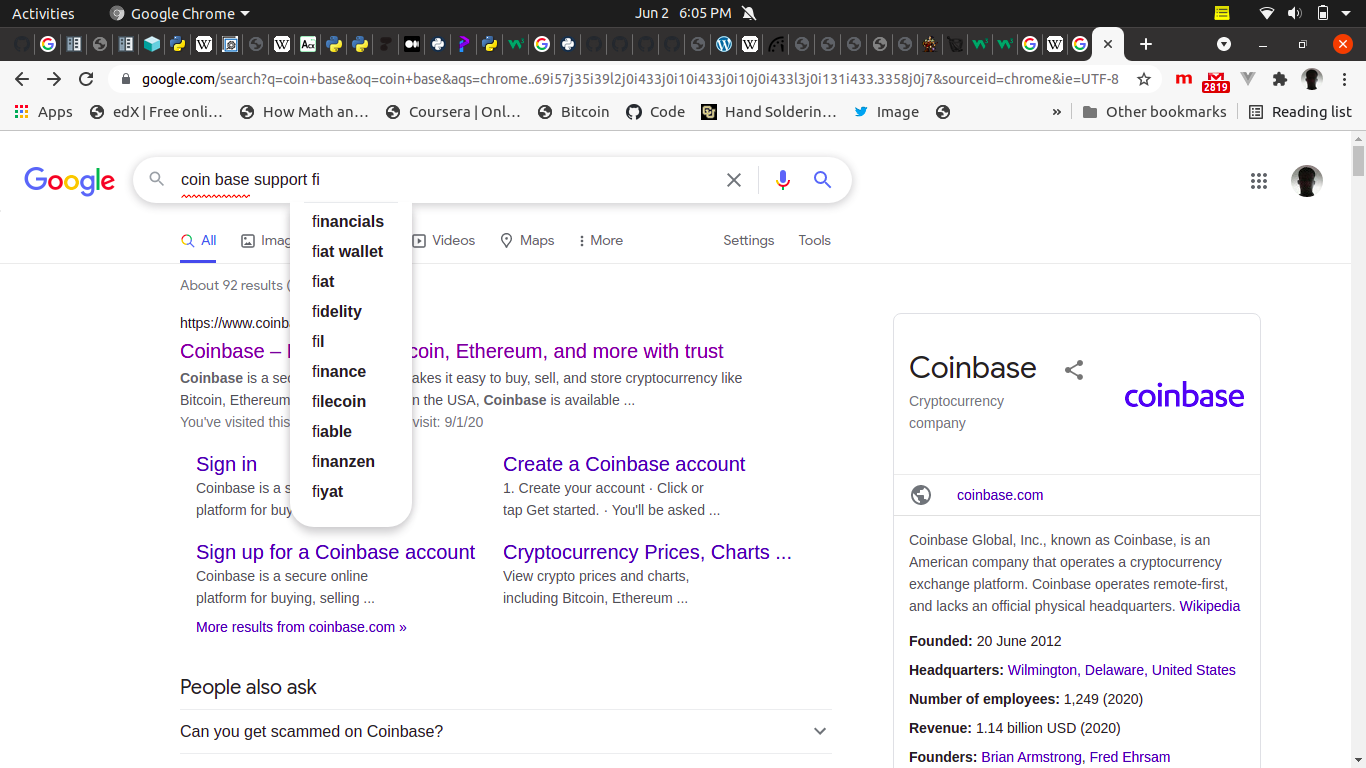 Activities
Google Chrome
Jun 2 6:05 PM
google.com/search?q=coin+base&oq=coin+base&aqs=chrome..69i57j35i39l2j0i433j0i10i433j0i10j0i433l3j0i131i433.3358j0j7&sourceid=chrome&ie=UTF-8
2819
Apps
edX | Free onli…
How Math an…
Coursera | Onl…
Bitcoin
Code
Hand Solderin…
Image
»
Other bookmarks
Reading list
Google
coin base support fi
financials
fiat wallet
fiat
fidelity
fil
finance
filecoin
fiable
finanzen
fiyat
All
Imag
Videos
Maps
More
Settings
Tools
About 92 results (
https://www.coinba
Coinbase –
coin, Ethereum, and more with trust
Coinbase is a sec
akes it easy to buy, sell, and store cryptocurrency like
Bitcoin, Ethereum
n the USA, Coinbase is available ...
You've visited this
visit: 9/1/20
Sign in
Coinbase is a s
platform for buy
Create a Coinbase account
1. Create your account · Click or
tap Get started. · You'll be asked ...
Sign up for a Coinbase account
Coinbase is a secure online
platform for buying, selling ...
Cryptocurrency Prices, Charts ...
View crypto prices and charts,
including Bitcoin, Ethereum ...
More results from coinbase.com »
People also ask
Can you get scammed on Coinbase?
Coinbase
Cryptocurrency
company
coinbase
coinbase.com
Coinbase Global, Inc., known as Coinbase, is an
American company that operates a cryptocurrency
exchange platform. Coinbase operates remote-first,
and lacks an official physical headquarters. Wikipedia
Founded: 20 June 2012
Headquarters: Wilmington, Delaware, United States
Number of employees: 1,249 (2020)
Revenue: 1.14 billion USD (2020)
Founders: Brian Armstrong, Fred Ehrsam